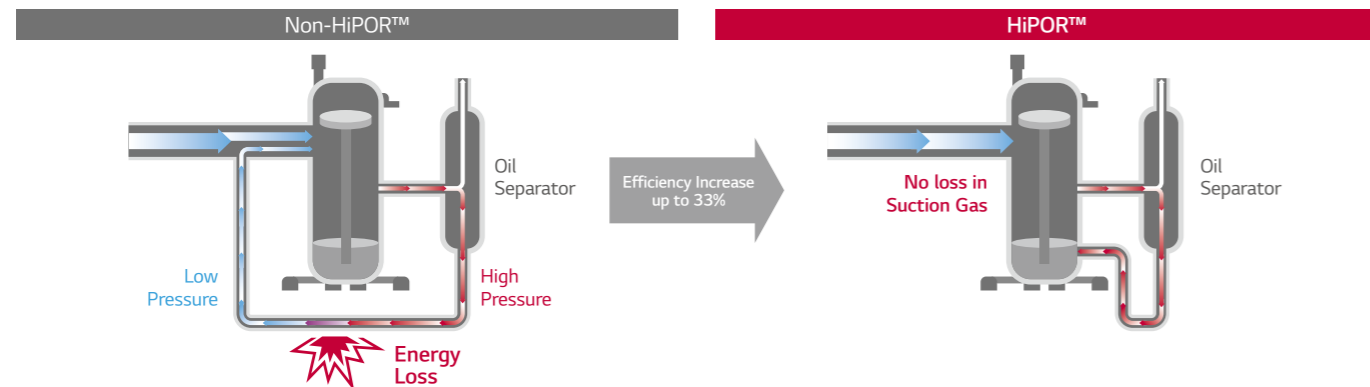 Non-HiPOR™
HiPOR™
Oil
Separator
Low
Pressure
High
Pressure
Energy
Loss
Efficiency Increase
up to 33%
No loss in
Suction Gas
Oil
Separator